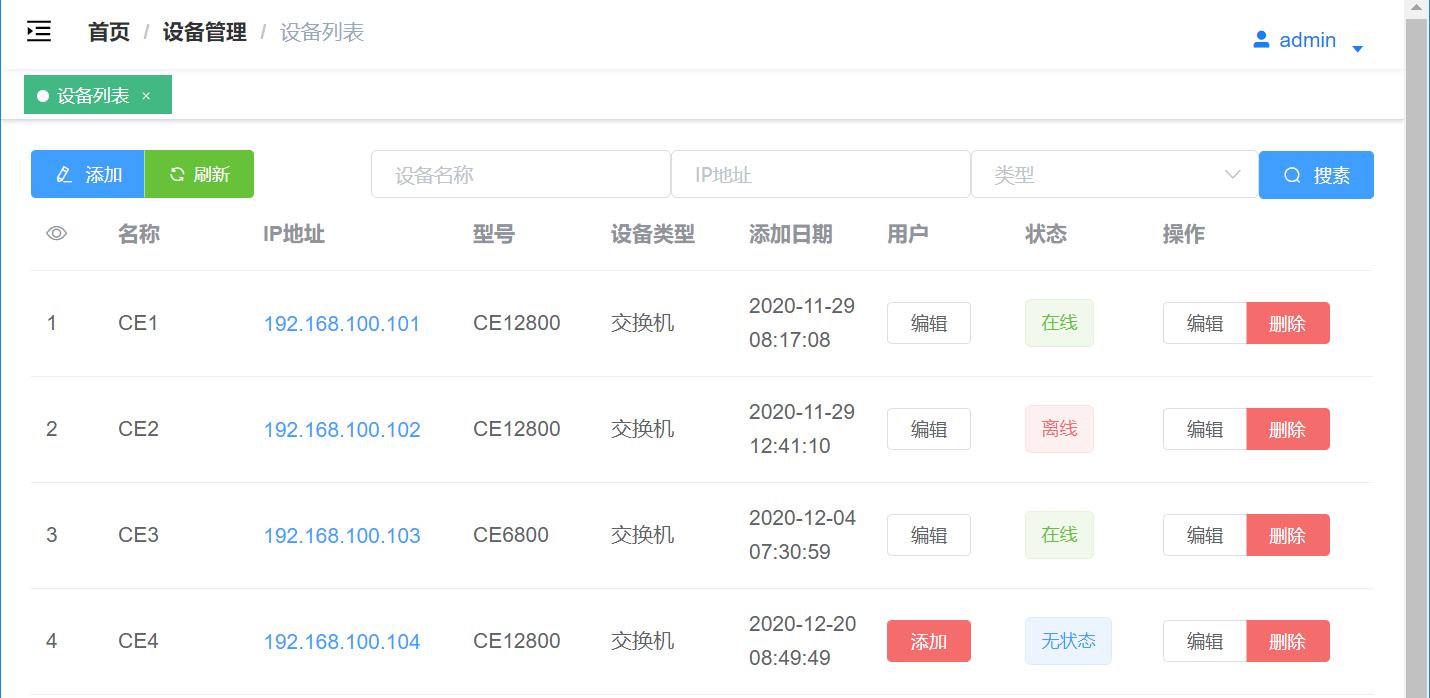 首页 / 设备管理 / 设备列表
admin
设备列表 ×
添加 刷新 设备名称 IP地址 类型 搜素
名称 IP地址 型号 设备类型 添加日期 用户 状态 操作
1 CE1 192.168.100.101 CE12800 交换机 2020-11-29 08:17:08 编辑 在线 编辑 删除
2 CE2 192.168.100.102 CE12800 交换机 2020-11-29 12:41:10 编辑 离线 编辑 删除
3 CE3 192.168.100.103 CE6800 交换机 2020-12-04 07:30:59 编辑 在线 编辑 删除
4 CE4 192.168.100.104 CE12800 交换机 2020-12-20 08:49:49 添加 无状态 编辑 删除